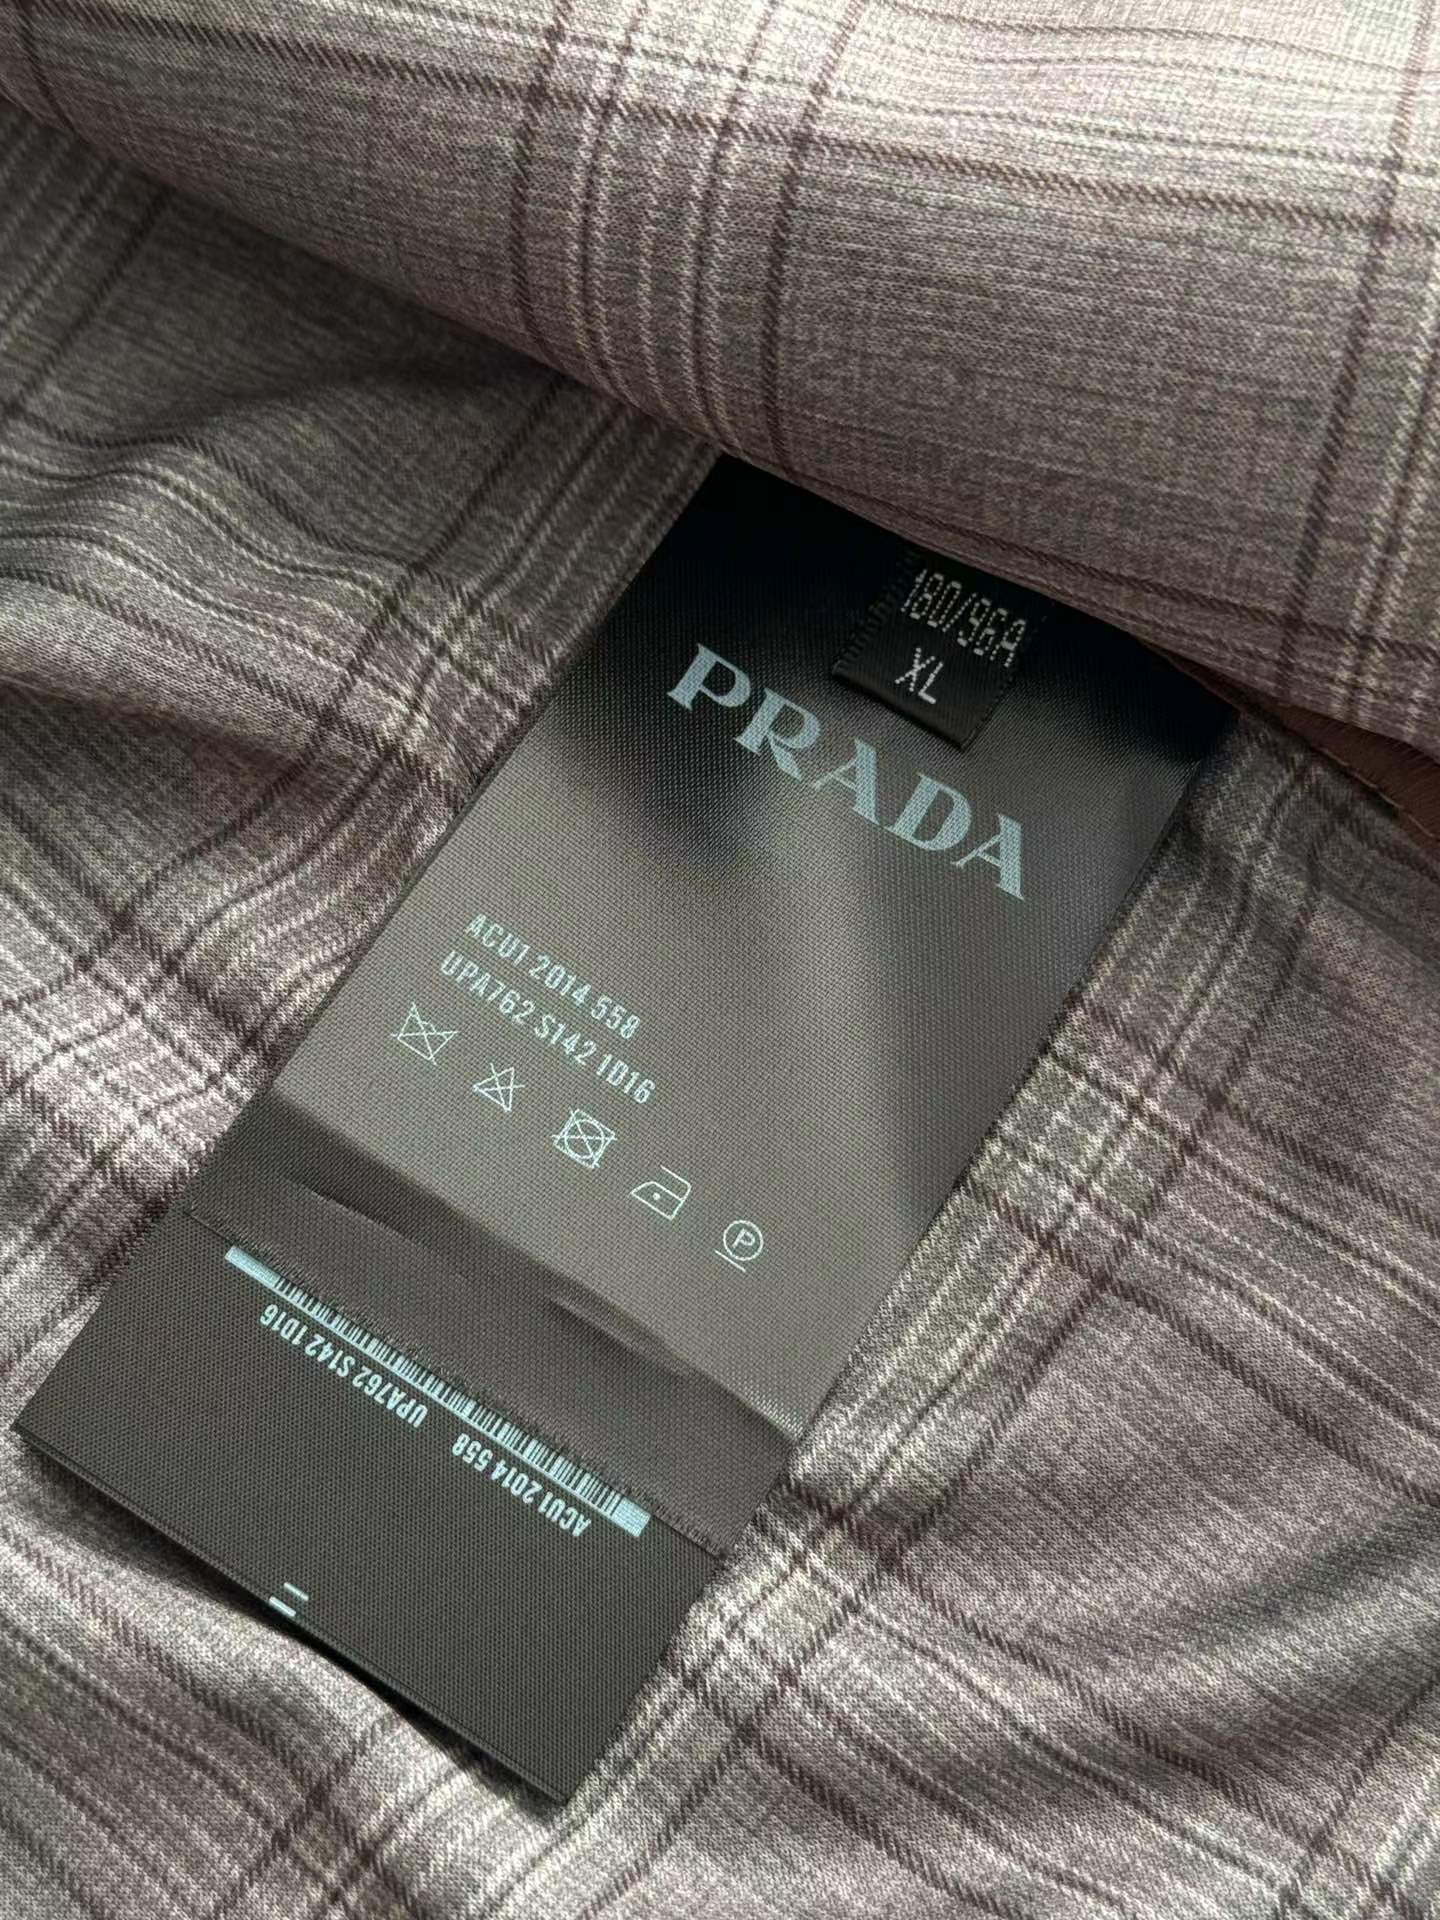 180/96A
XL
PRADA
ACU1 2014 558
UPA762 S142 1D16
P
UPA762 S142 1D16
ACU1 2014 558